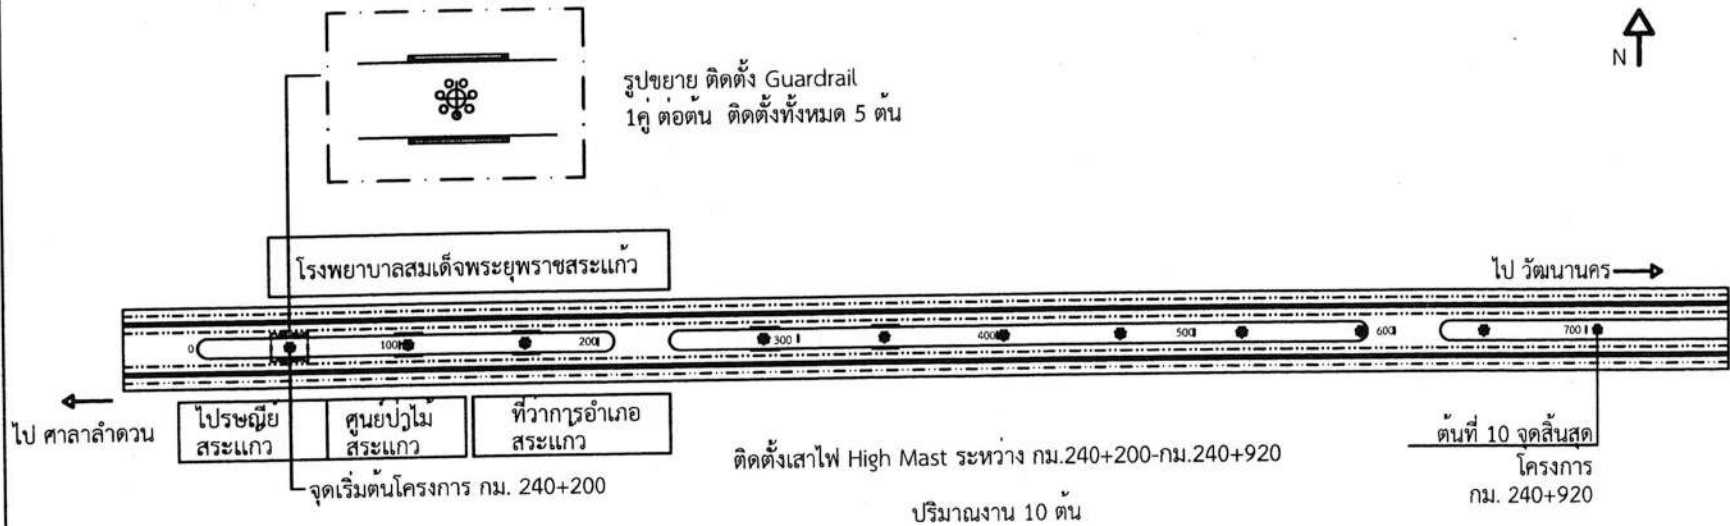 N
รูปขยาย ติดตั้ง Guardrail
1คู่ ต่อต้น ติดตั้งทั้งหมด 5 ต้น
โรงพยาบาลสมเด็จพระยุพราชสระแก้ว
ไป วัฒนานคร
0
100
200
300
400
500
600
700
ไป ศาลาลำดวน
ไปรษณีย์
สระแก้ว
ศูนย์ป่าไม้
สระแก้ว
ที่ว่าการอำเภอ
สระแก้ว
ต้นที่ 10 จุดสิ้นสุด
โครงการ
กม. 240+920
ติดตั้งเสาไฟ High Mast ระหว่าง กม.240+200-กม.240+920
จุดเริ่มต้นโครงการ กม. 240+200
ปริมาณงาน 10 ต้น